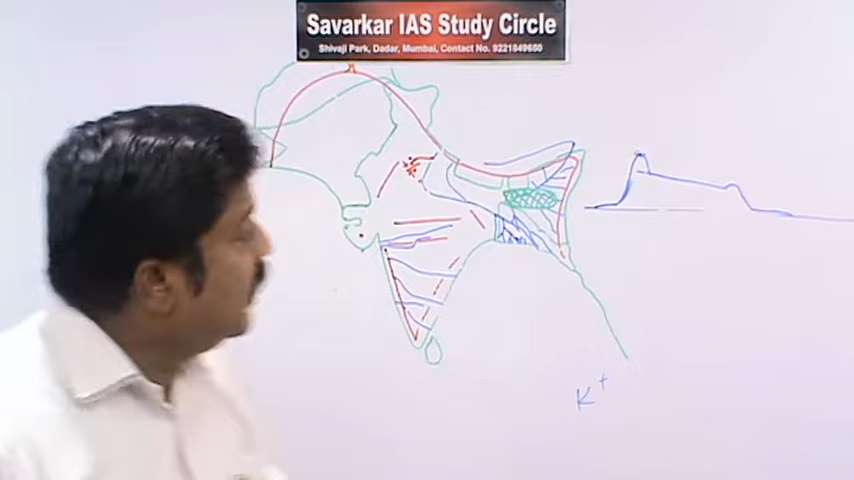 Savarkar IAS Study Circle
Shivaji Park, Dadar, Mumbai, Contact No. 9221849650
K+